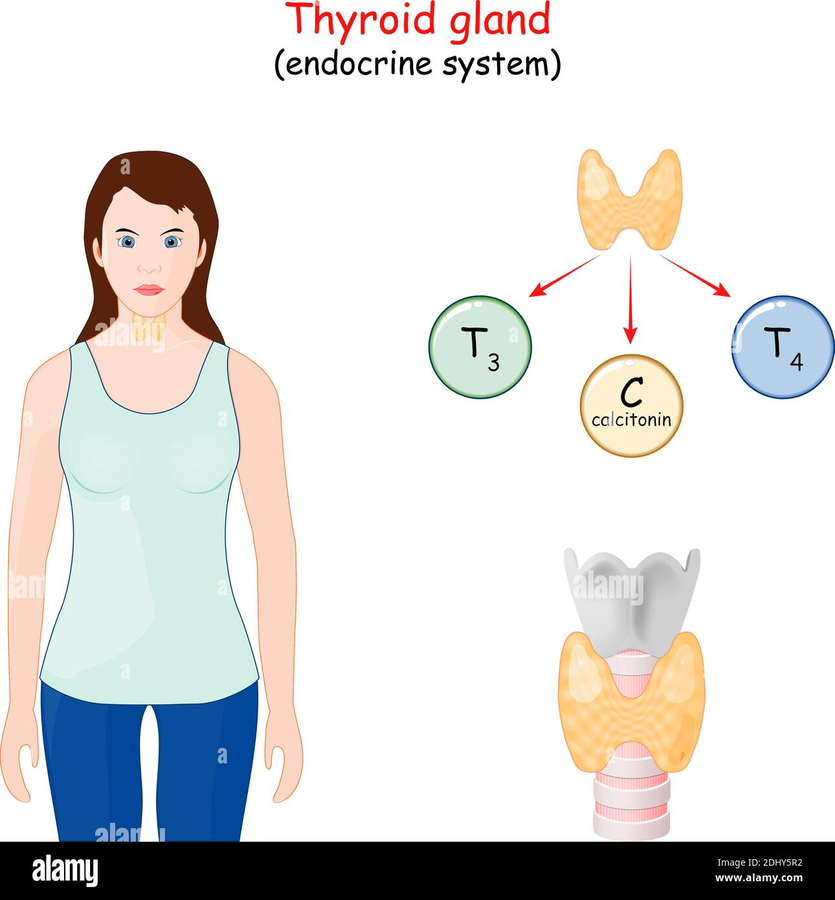 Thyroid gland
(endocrine system)
T3
C
calcitonin
T4
alamy
alamy
alamy
alamy
a
a
a
a
alamy
alamy
Image ID: 2DHY5R2
www.alamy.com